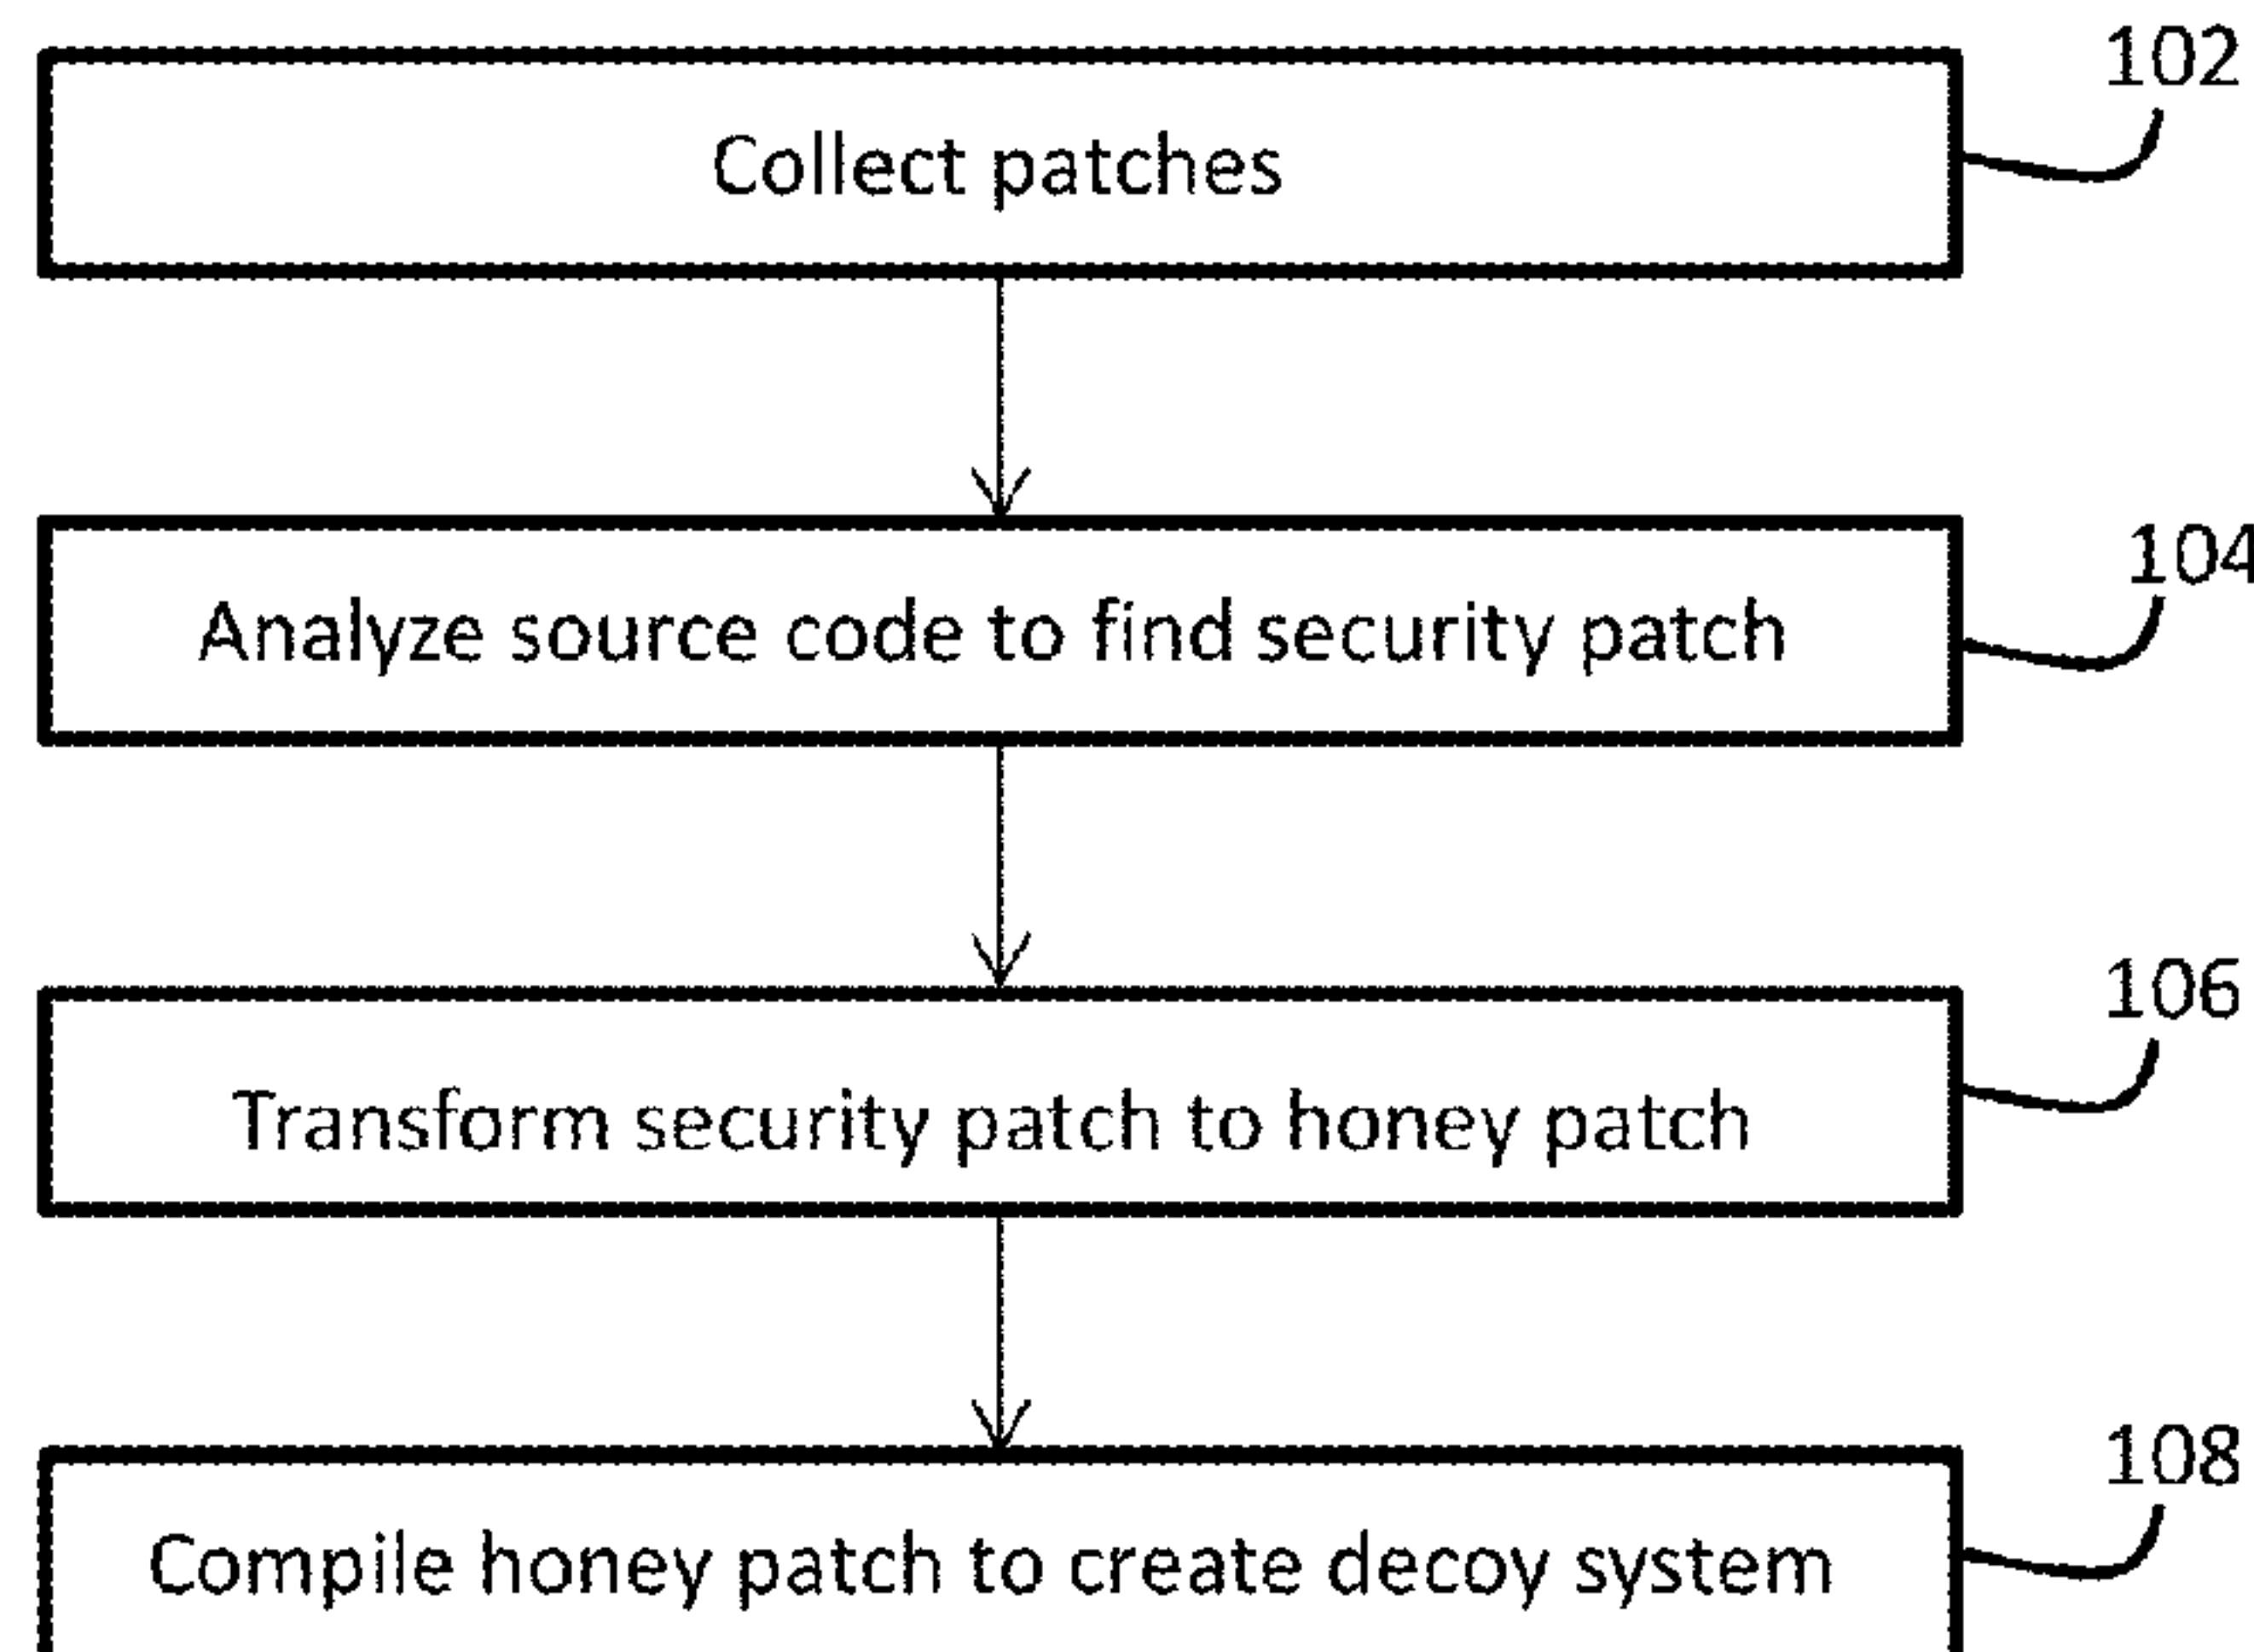 102
Collect patches
104
Analyze source code to find security patch
106
Transform security patch to honey patch
108
Compile honey patch to create decoy system